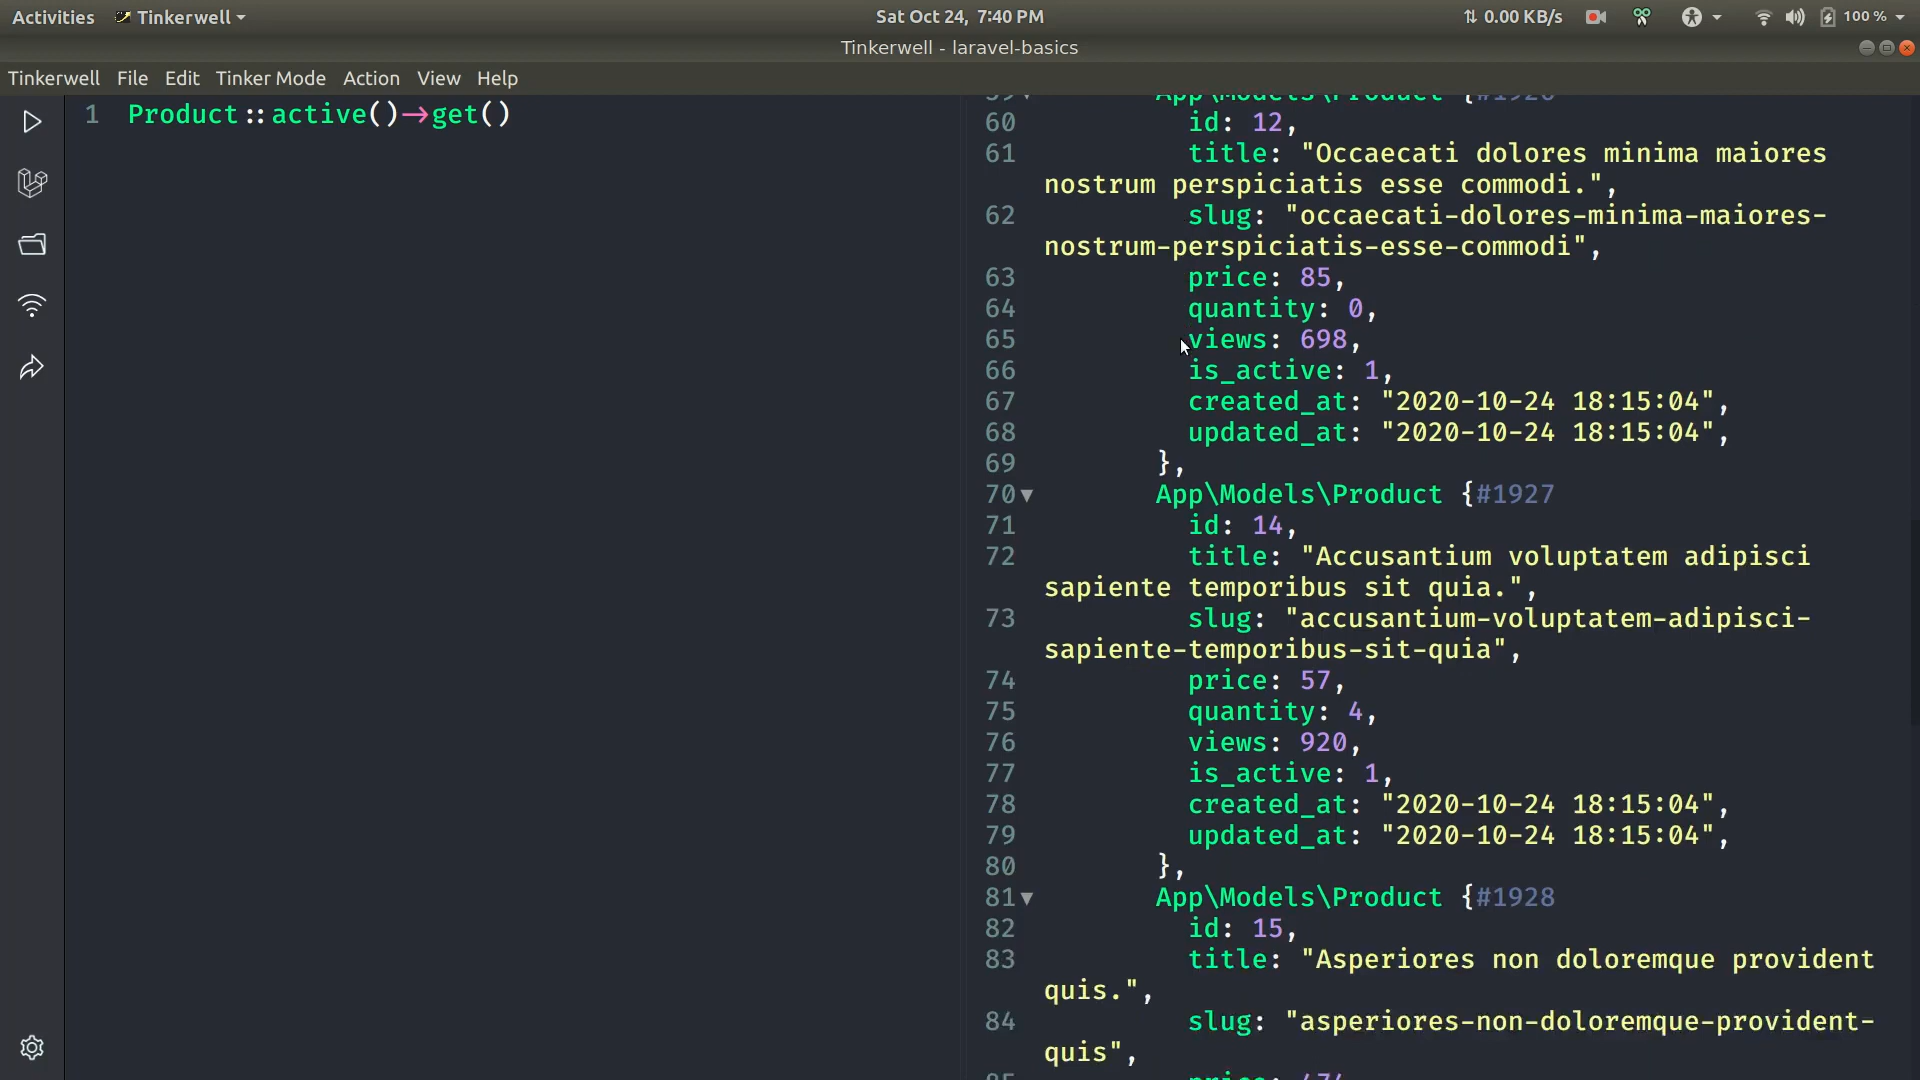 Activities Tinkerwell Sat Oct 24, 7:40 PM 0.00 KB/s 100 %
Tinkerwell - laravel-basics
Tinkerwell File Edit Tinker Mode Action View Help
1 Product::active()->get()
59 App\Models\Product {#1926
60 id: 12,
61 title: "Occaecati dolores minima maiores
nostrum perspiciatis esse commodi.",
62 slug: "occaecati-dolores-minima-maiores-
nostrum-perspiciatis-esse-commodi",
63 price: 85,
64 quantity: 0,
65 views: 698,
66 is_active: 1,
67 created_at: "2020-10-24 18:15:04",
68 updated_at: "2020-10-24 18:15:04",
69 },
70 App\Models\Product {#1927
71 id: 14,
72 title: "Accusantium voluptatem adipisci
sapiente temporibus sit quia.",
73 slug: "accusantium-voluptatem-adipisci-
sapiente-temporibus-sit-quia",
74 price: 57,
75 quantity: 4,
76 views: 920,
77 is_active: 1,
78 created_at: "2020-10-24 18:15:04",
79 updated_at: "2020-10-24 18:15:04",
80 },
81 App\Models\Product {#1928
82 id: 15,
83 title: "Asperiores non doloremque provident
quis.",
84 slug: "asperiores-non-doloremque-provident-
quis",
85 price: